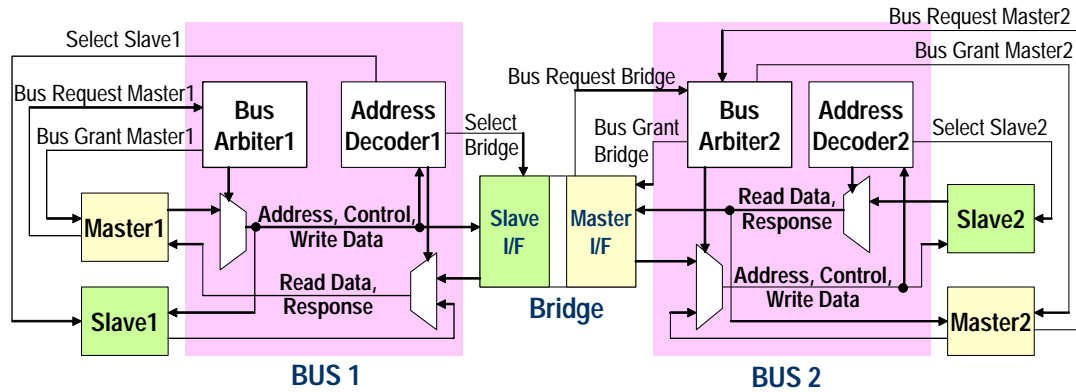 Select Slave1
Bus Request Master1
Bus Grant Master1
Bus
Arbiter1
Address
Decoder1
Select
Bridge
Master1
Address, Control,
Write Data
Read Data,
Response
Slave1
BUS 1
Slave
I/F
Master
I/F
Bridge
Bus Request Master2
Bus Grant Master2
Bus Request Bridge
Bus Grant
Bridge
Bus
Arbiter2
Address
Decoder2
Select Slave2
Read Data,
Response
Slave2
Address, Control,
Write Data
Master2
BUS 2